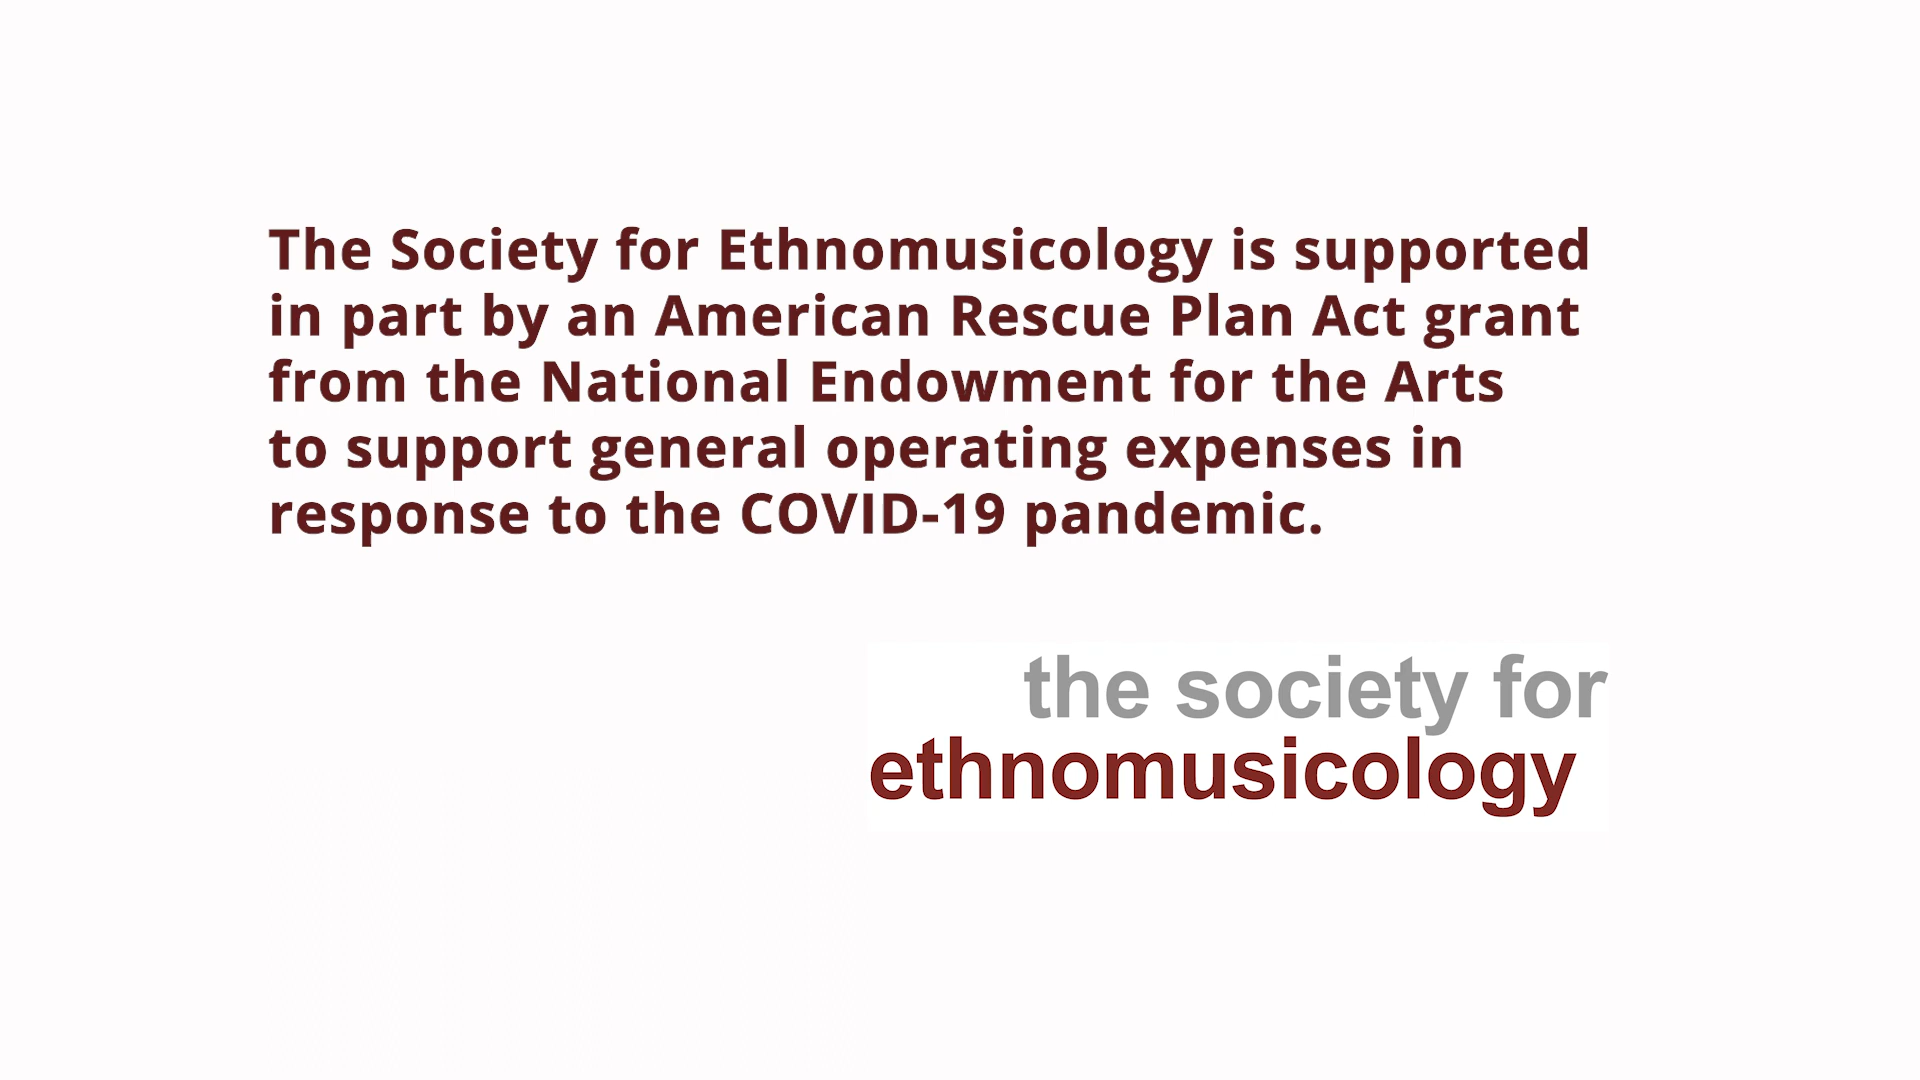 The Society for Ethnomusicology is supported
in part by an American Rescue Plan Act grant
from the National Endowment for the Arts
to support general operating expenses in
response to the COVID-19 pandemic.
the society for
ethnomusicology